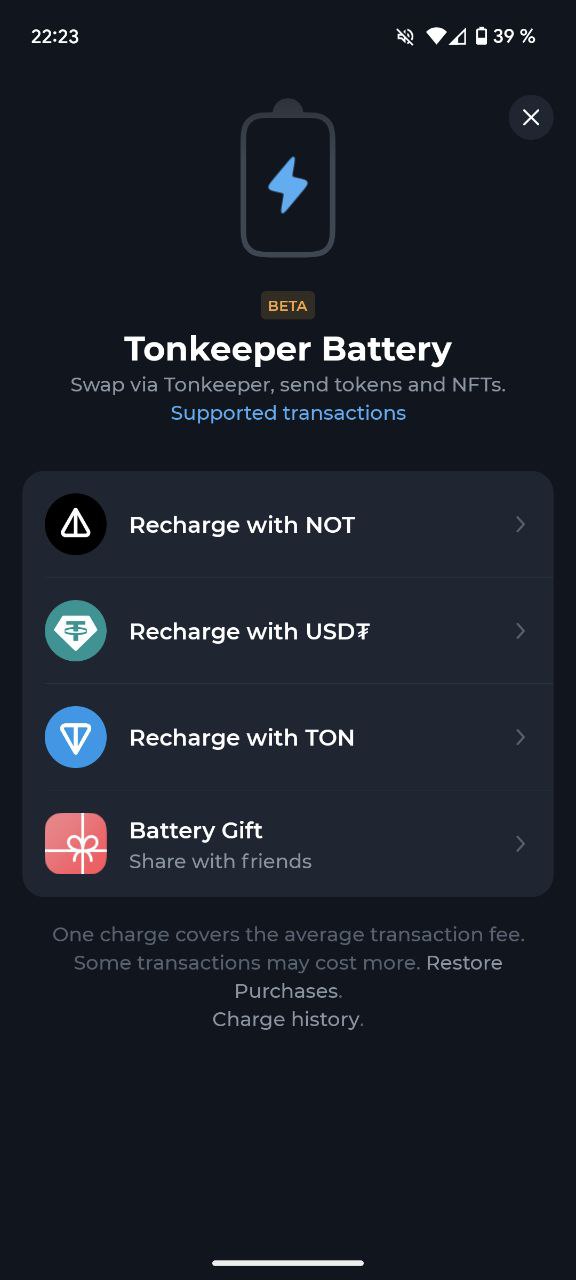 22:23
39 %
BETA
Tonkeeper Battery
Swap via Tonkeeper, send tokens and NFTs.
Supported transactions
Recharge with NOT
Recharge with USD₮
Recharge with TON
Battery Gift
Share with friends
One charge covers the average transaction fee.
Some transactions may cost more. Restore
Purchases.
Charge history.